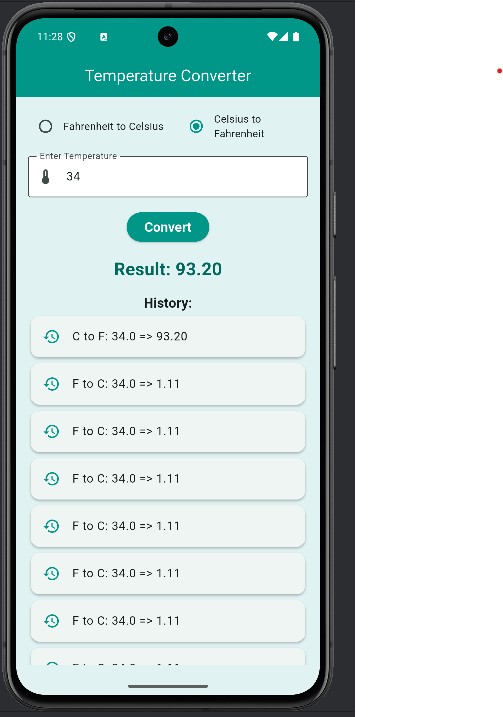 11:28
Temperature Converter
Fahrenheit to Celsius
Celsius to
Fahrenheit
Enter Temperature
34
Convert
Result: 93.20
History:
C to F: 34.0 => 93.20
F to C: 34.0 => 1.11
F to C: 34.0 => 1.11
F to C: 34.0 => 1.11
F to C: 34.0 => 1.11
F to C: 34.0 => 1.11
F to C: 34.0 => 1.11